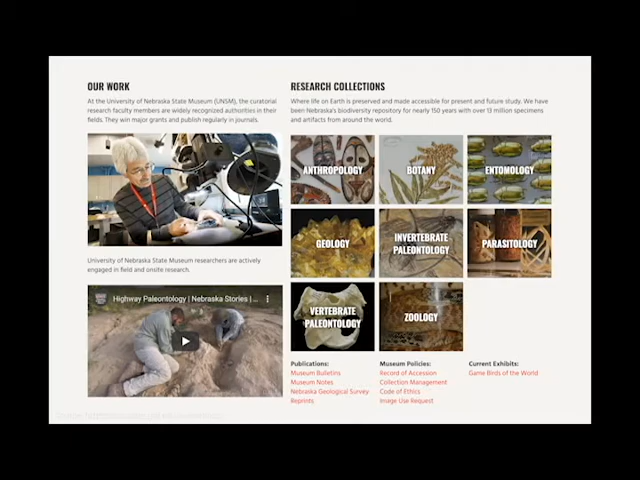 OUR WORK
At the University of Nebraska State Museum (UNSM), the curatorial
research faculty members are widely recognized authorities in their
fields. They win major grants and publish regularly in journals.
University of Nebraska State Museum researchers are actively
engaged in field and onsite research.
Highway Paleontology | Nebraska Stories | ...
RESEARCH COLLECTIONS
Where life on Earth is preserved and made accessible for present and future study. We have
been Nebraska's biodiversity repository for nearly 150 years with over 13 million specimens
and artifacts from around the world.
ANTHROPOLOGY
BOTANY
ENTOMOLOGY
GEOLOGY
INVERTEBRATE
PALEONTOLOGY
PARASITOLOGY
VERTEBRATE
PALEONTOLOGY
ZOOLOGY
Publications:
Museum Bulletins
Museum Notes
Nebraska Geological Survey
Reprints
Museum Policies:
Record of Accession
Collection Management
Code of Ethics
Image Use Request
Current Exhibits:
Game Birds of the World